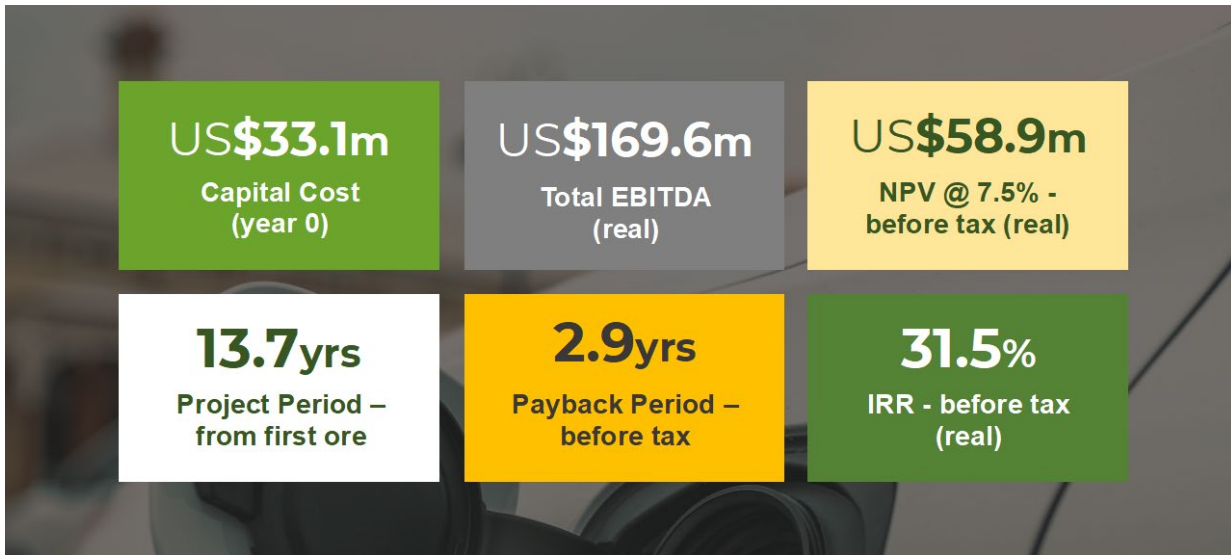 US$33.1m
Capital Cost
(year 0)
US$169.6m
Total EBITDA
(real)
US$58.9m
NPV @ 7.5% -
before tax (real)
13.7yrs
Project Period –
from first ore
2.9yrs
Payback Period –
before tax
31.5%
IRR - before tax
(real)